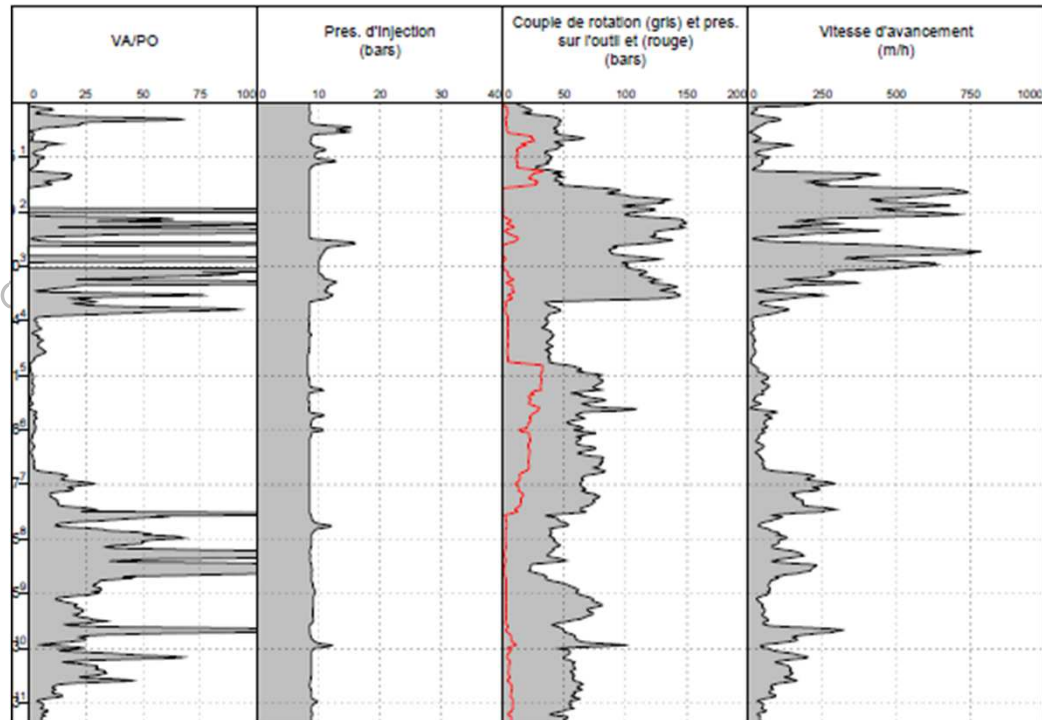 VA/PO
Pres. d'Injection
(bars)
Couple de rotation (gris) et pres.
sur l'outil et (rouge)
(bars)
Vitesse d'avancement
(m/h)
0 25 50 75 100
0 10 20 30 40
0 50 100 150 200
0 250 500 750 1000
1
2
3
4
5
6
7
8
9
10